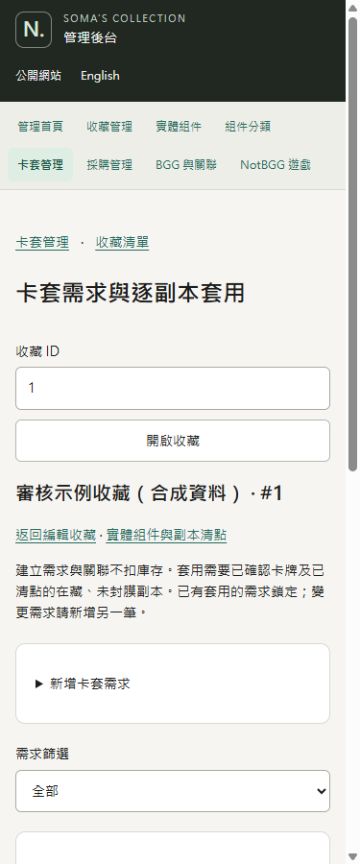 N.
SOMA'S COLLECTION
管理後台
公開網站 English
管理首頁 收藏管理 實體組件 組件分類
卡套管理 採購管理 BGG 與關聯 NotBGG 遊戲
卡套管理 · 收藏清單
卡套需求與逐副本套用
收藏 ID
1
開啟收藏
審核示例收藏（合成資料） · #1
返回編輯收藏 · 實體組件與副本清點
建立需求與關聯不扣庫存。套用需要已確認卡牌及已
清點的在藏、未封膜副本。已有套用的需求鎖定；變
更需求請新增另一筆。
▶ 新增卡套需求
需求篩選
全部